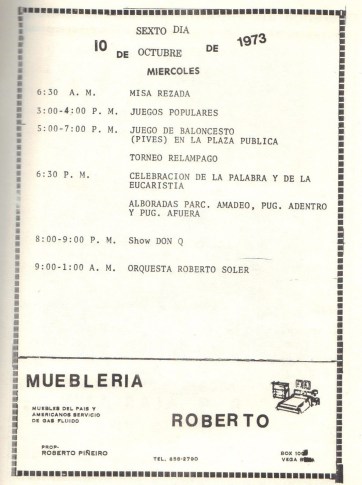 SEXTO DIA
10 DE OCTUBRE DE 1973
MIERCOLES
6:30 A. M. MISA REZADA
3:00-4:00 P. M. JUEGOS POPULARES
5:00-7:00 P. M. JUEGO DE BALONCESTO
(PIVES) EN LA PLAZA PUBLICA
TORNEO RELAMPAGO
6:30 P. M. CELEBRACION DE LA PALABRA Y DE LA
EUCARISTIA
ALBORADAS PARC. AMADEO, PUG. ADENTRO
Y PUG. AFUERA
8:00-9:00 P. M. Show DON Q
9:00-1:00 A. M. ORQUESTA ROBERTO SOLER
MUEBLERIA
MUEBLES DEL PAIS Y
AMERICANOS SERVICIO
DE GAS FLUIDO
ROBERTO
PROP.
ROBERTO PIÑEIRO
TEL. 858-2780
BOX
VEGA